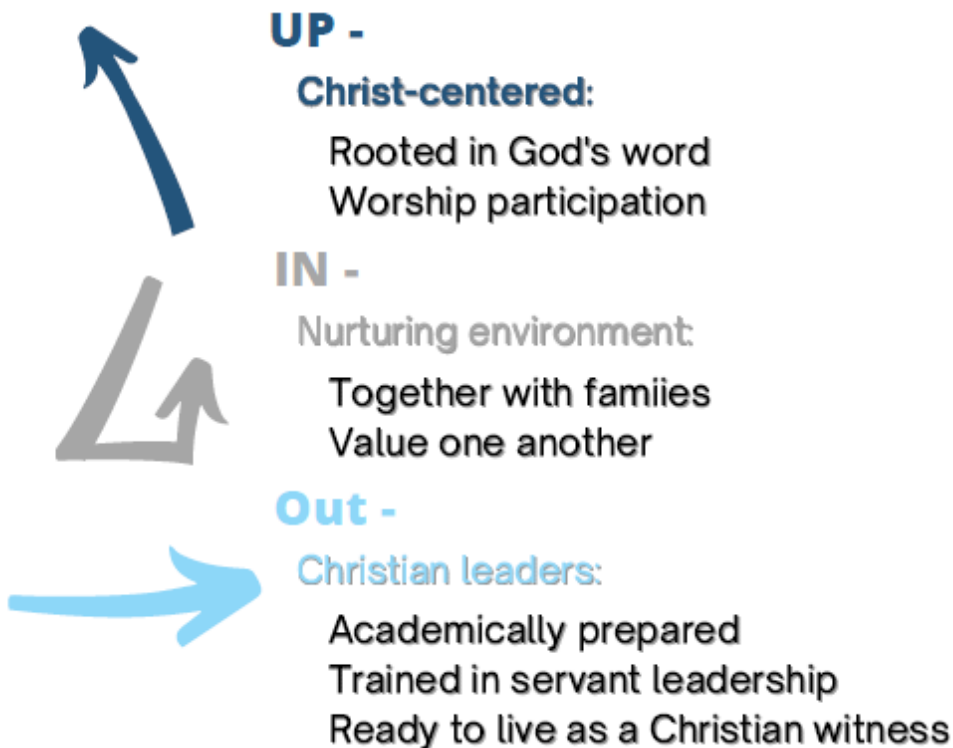 UP -
Christ-centered:
Rooted in God's word
Worship participation
IN -
Nurturing environment:
Together with famiies
Value one another
Out -
Christian leaders:
Academically prepared
Trained in servant leadership
Ready to live as a Christian witness